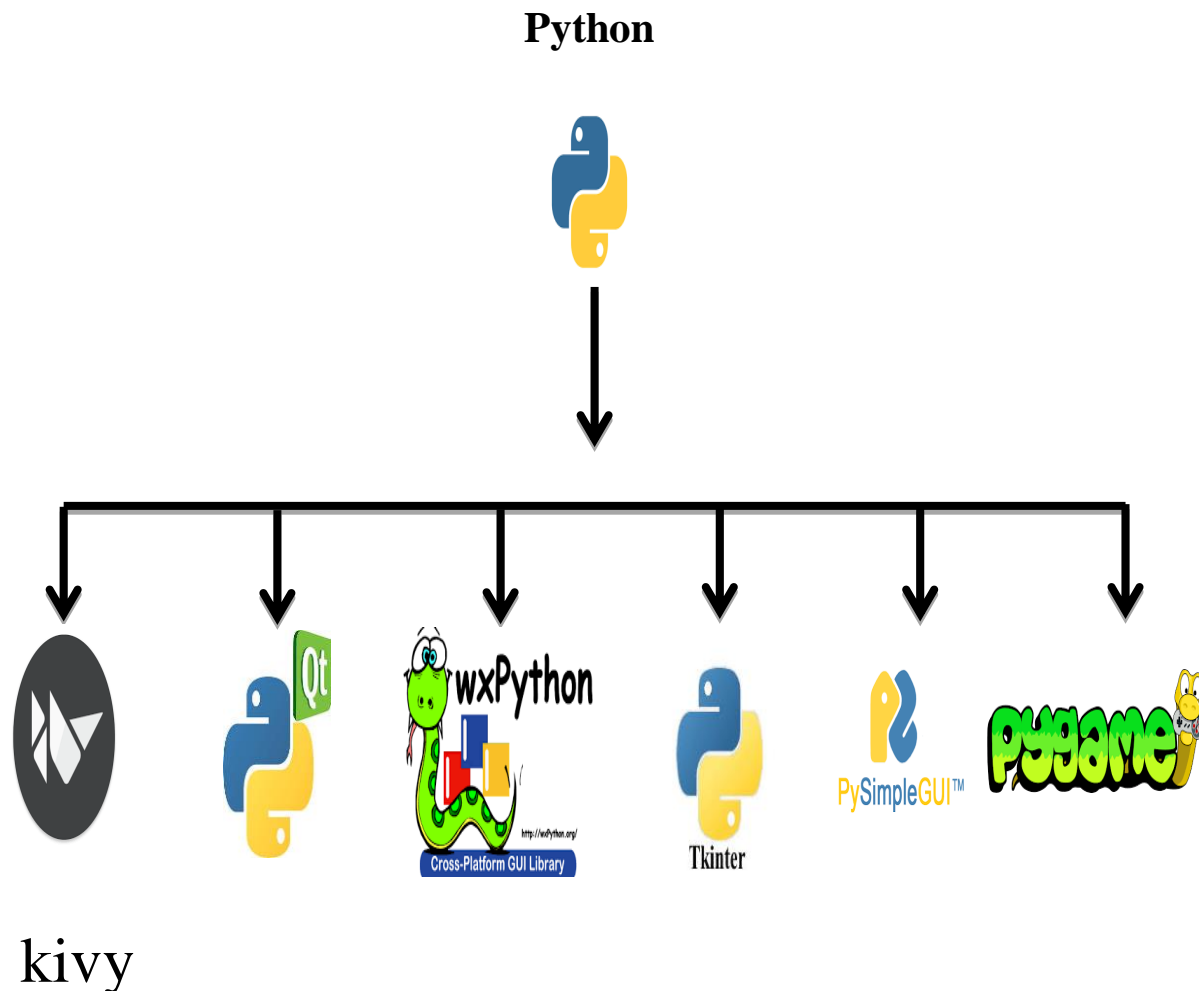 Python
Qt
wxPython
http://wxPython.org/
Cross-Platform GUI Library
Tkinter
PySimpleGUI™
pygame
kivy